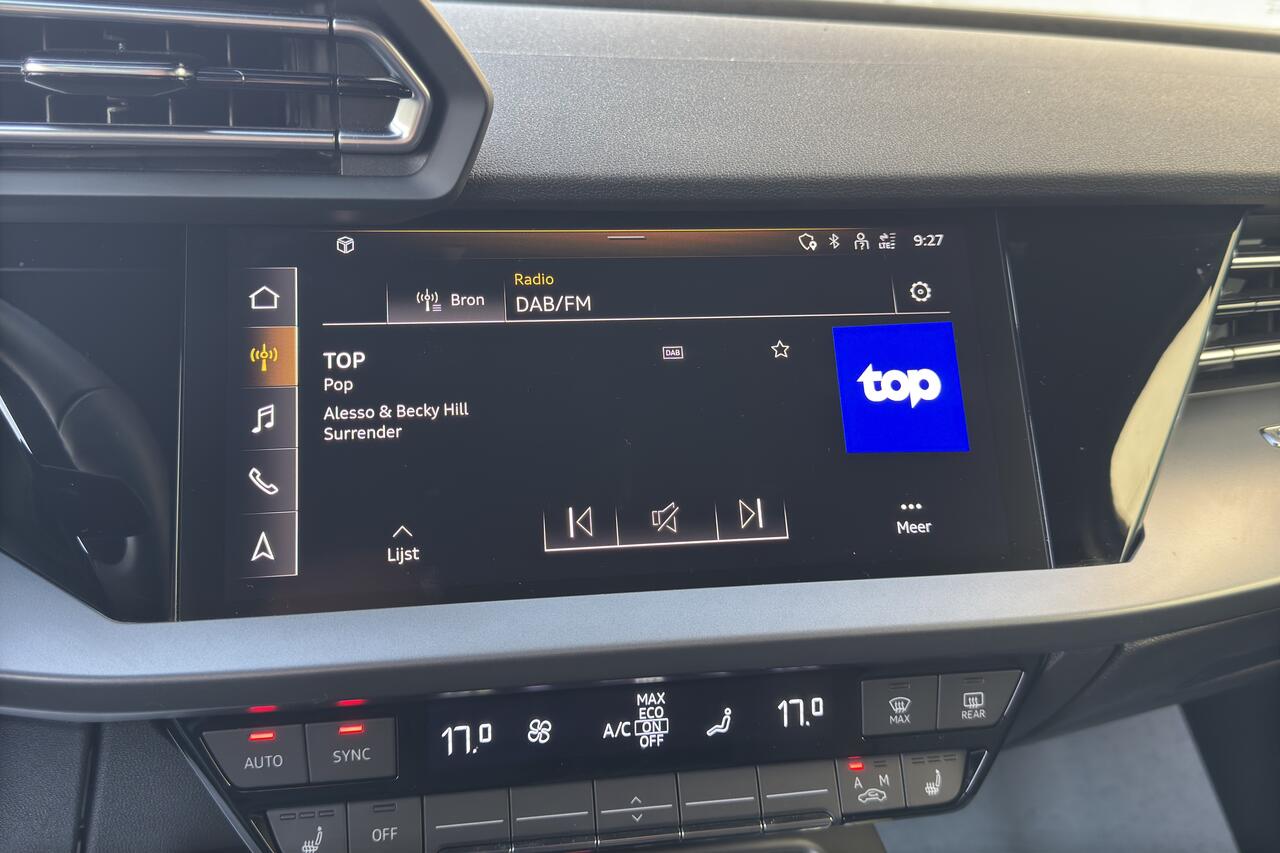 LTE
9:27
Bron
Radio
DAB/FM
TOP
Pop
Alesso & Becky Hill
Surrender
DAB
top
Lijst
Meer
AUTO
SYNC
17.0
A/C
MAX
ECO
ON
OFF
17.0
MAX
REAR
A M
OFF